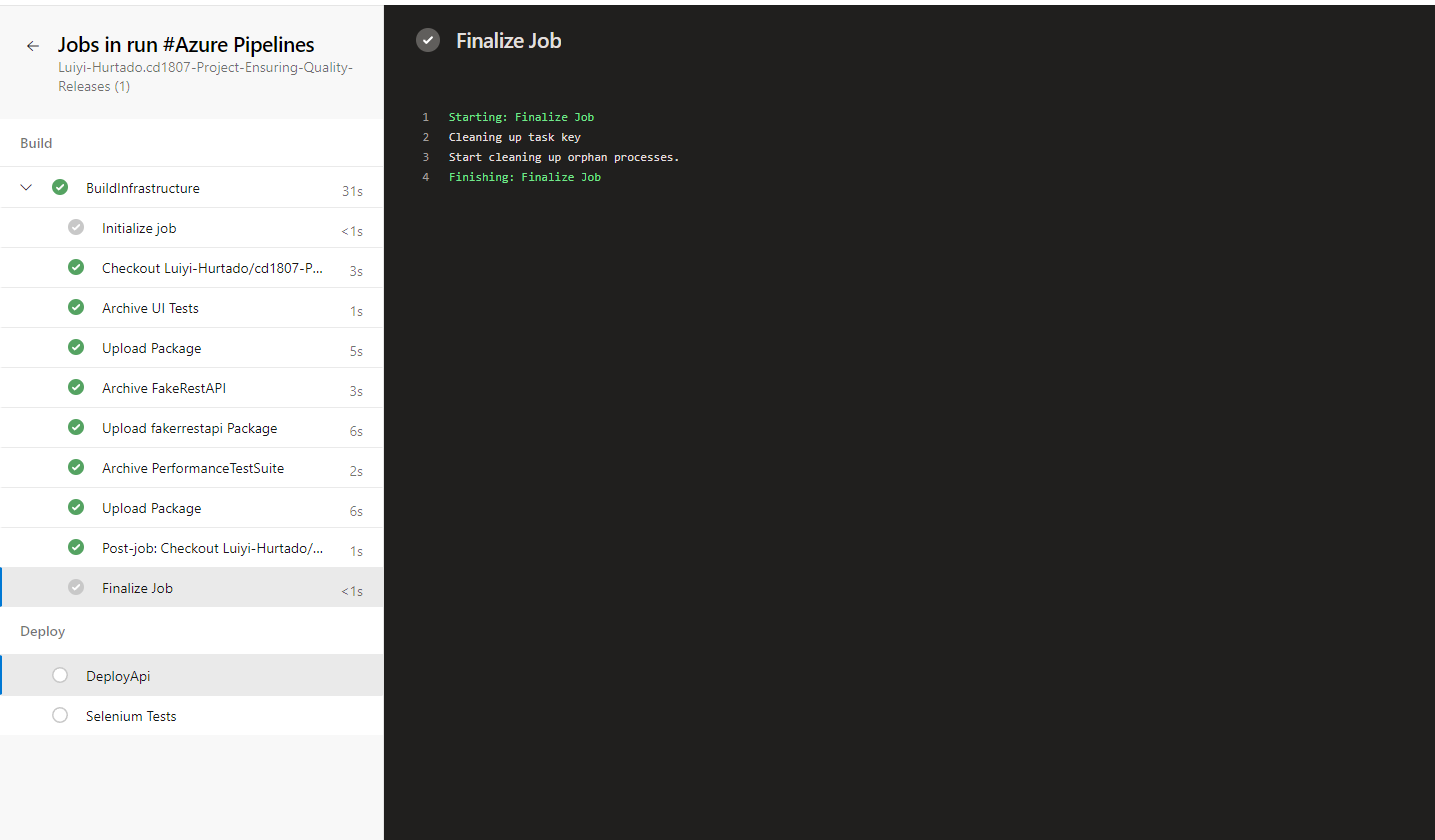 Jobs in run #Azure Pipelines
Luiyi-Hurtado.cd1807-Project-Ensuring-Quality-
Releases (1)
Build
BuildInfrastructure 31s
Initialize job <1s
Checkout Luiyi-Hurtado/cd1807-P... 3s
Archive UI Tests 1s
Upload Package 5s
Archive FakeRestAPI 3s
Upload fakerrestapi Package 6s
Archive PerformanceTestSuite 2s
Upload Package 6s
Post-job: Checkout Luiyi-Hurtado/... 1s
Finalize Job <1s
Deploy
DeployApi
Selenium Tests
Finalize Job
1 Starting: Finalize Job
2 Cleaning up task key
3 Start cleaning up orphan processes.
4 Finishing: Finalize Job